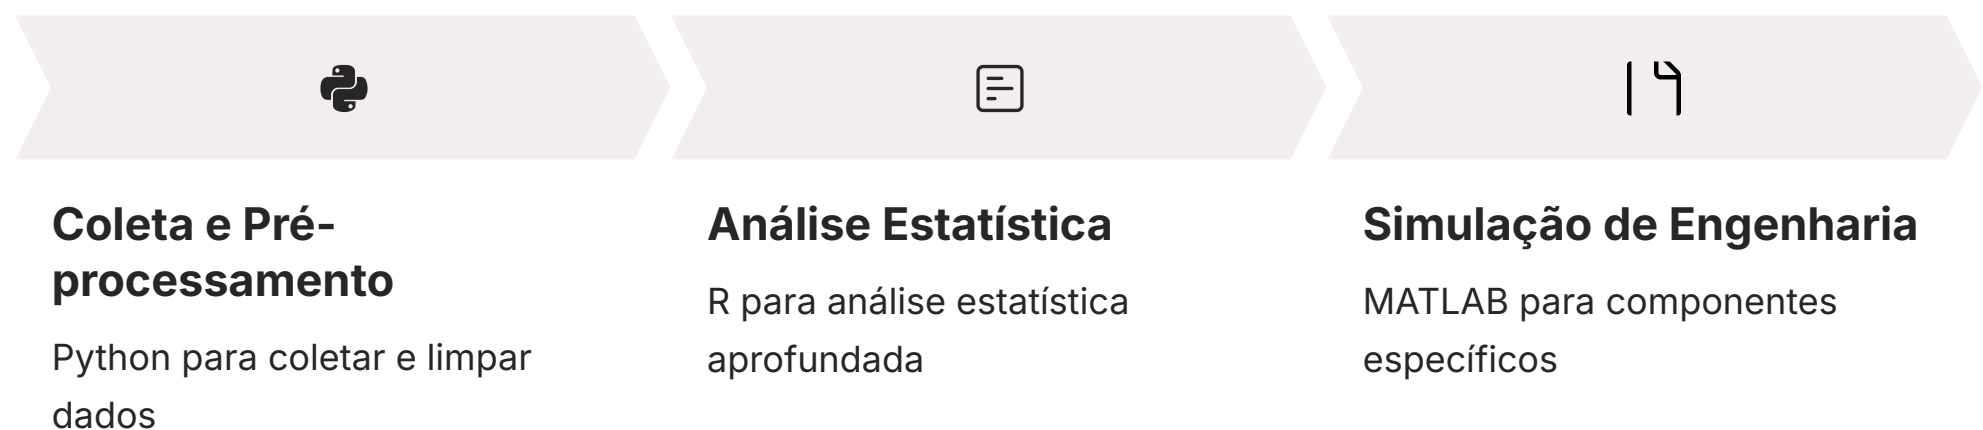 Coleta e Pré-
processamento
Python para coletar e limpar
dados
Análise Estatística
R para análise estatística
aprofundada
Simulação de Engenharia
MATLAB para componentes
específicos